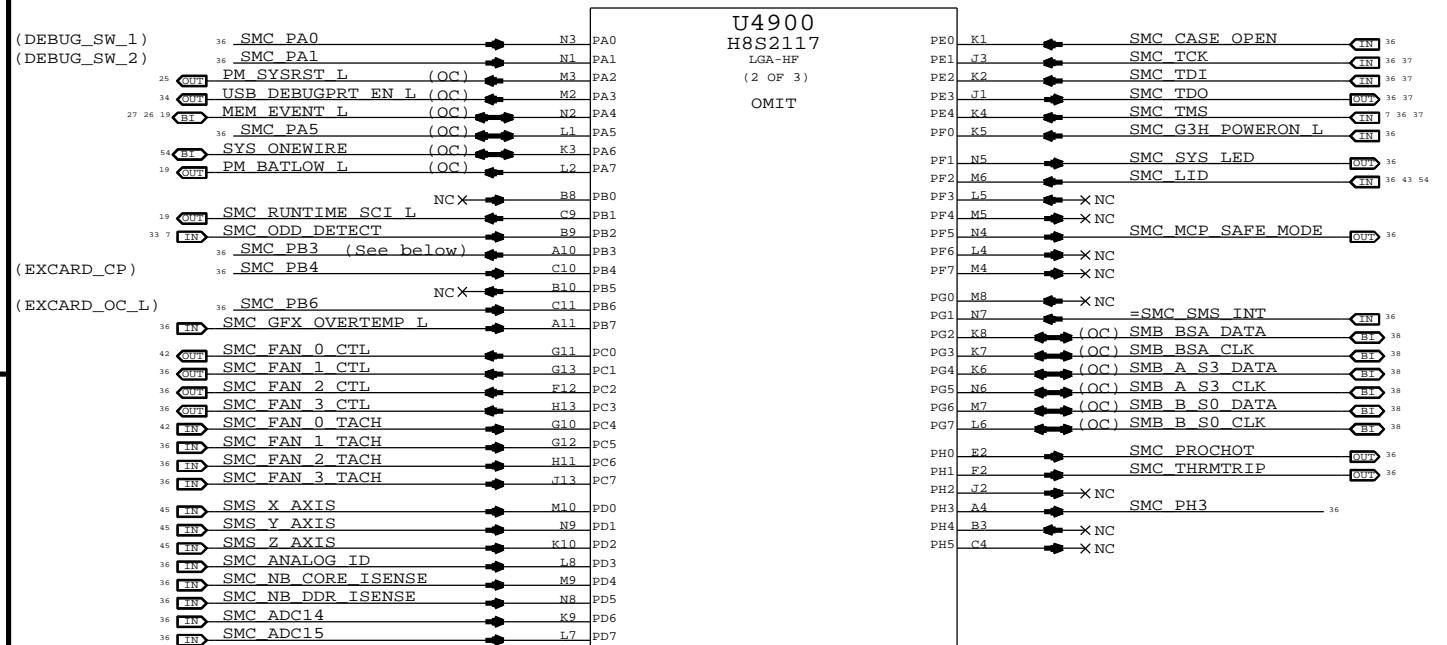 U4900
H8S2117
LGA-HF
(2 OF 3)
OMIT
(DEBUG_SW_1) 36 SMC_PA0 N3 PA0
(DEBUG_SW_2) 36 SMC_PA1 N1 PA1
25 OUT PM_SYSRST_L (OC) M3 PA2
34 OUT USB_DEBUGPRT_EN_L (OC) M2 PA3
27 26 19 BI MEM_EVENT_L (OC) N2 PA4
36 SMC_PA5 (OC) L1 PA5
54 BI SYS_ONEWIRE (OC) K3 PA6
19 OUT PM_BATLOW_L (OC) L2 PA7
NC B8 PB0
19 OUT SMC_RUNTIME_SCI_L C9 PB1
33 7 IN SMC_ODD_DETECT B9 PB2
36 SMC_PB3 (See below) A10 PB3
(EXCARD_CP) 36 SMC_PB4 C10 PB4
NC B10 PB5
(EXCARD_OC_L) 36 SMC_PB6 C11 PB6
36 IN SMC_GFX_OVERTEMP_L A11 PB7
42 OUT SMC_FAN_0_CTL G11 PC0
36 OUT SMC_FAN_1_CTL G13 PC1
36 OUT SMC_FAN_2_CTL F12 PC2
36 OUT SMC_FAN_3_CTL H13 PC3
42 IN SMC_FAN_0_TACH G10 PC4
36 IN SMC_FAN_1_TACH G12 PC5
36 IN SMC_FAN_2_TACH H11 PC6
36 IN SMC_FAN_3_TACH J13 PC7
45 IN SMS_X_AXIS M10 PD0
45 IN SMS_Y_AXIS N9 PD1
45 IN SMS_Z_AXIS K10 PD2
36 IN SMC_ANALOG_ID L8 PD3
36 IN SMC_NB_CORE_ISENSE M9 PD4
36 IN SMC_NB_DDR_ISENSE N8 PD5
36 IN SMC_ADC14 K9 PD6
36 IN SMC_ADC15 L7 PD7
PE0 K1 SMC_CASE_OPEN IN 36
PE1 J3 SMC_TCK IN 36 37
PE2 K2 SMC_TDI IN 36 37
PE3 J1 SMC_TDO OUT 36 37
PE4 K4 SMC_TMS IN 7 36 37
PF0 K5 SMC_G3H_POWERON_L IN 36
PF1 N5 SMC_SYS_LED OUT 36
PF2 M6 SMC_LID IN 36 43 54
PF3 L5 NC
PF4 M5 NC
PF5 N4 SMC_MCP_SAFE_MODE OUT 36
PF6 L4 NC
PF7 M4 NC
PG0 M8 NC
PG1 N7 =SMC_SMS_INT IN 36
PG2 K8 (OC) SMB_BSA_DATA BI 38
PG3 K7 (OC) SMB_BSA_CLK BI 38
PG4 K6 (OC) SMB_A_S3_DATA BI 38
PG5 N6 (OC) SMB_A_S3_CLK BI 38
PG6 M7 (OC) SMB_B_S0_DATA BI 38
PG7 L6 (OC) SMB_B_S0_CLK BI 38
PH0 E2 SMC_PROCHOT OUT 36
PH1 F2 SMC_THRMTRIP OUT 36
PH2 J2 NC
PH3 A4 SMC_PH3 36
PH4 B3 NC
PH5 C4 NC